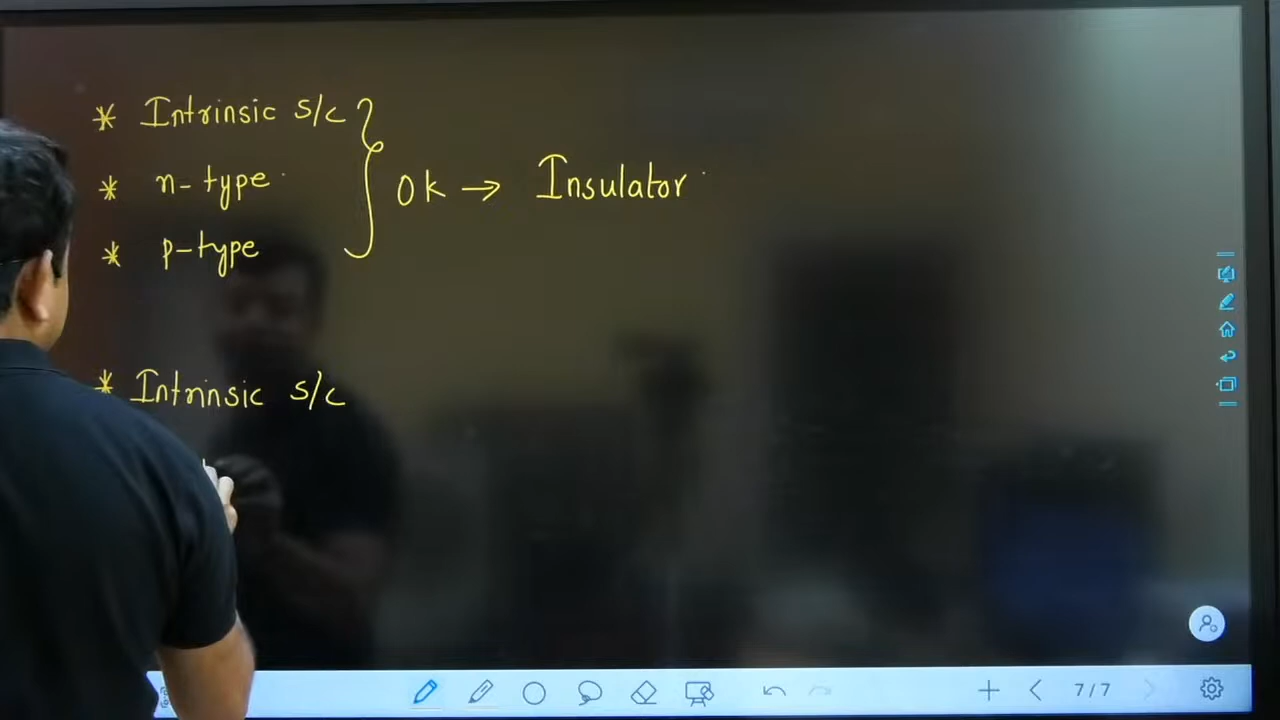 * Intrinsic S/C
* n-type
* p-type
0K → Insulator
* Intrinsic S/C
7/7